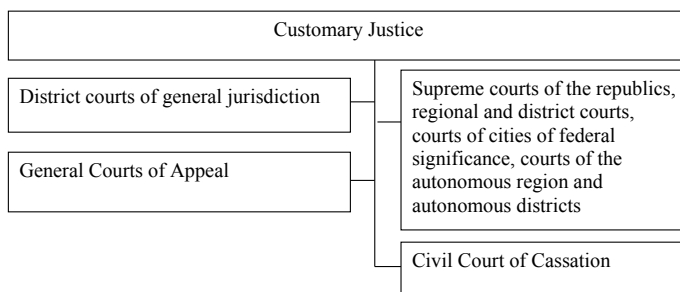 Customary Justice
District courts of general jurisdiction
General Courts of Appeal
Supreme courts of the republics,
regional and district courts,
courts of cities of federal
significance, courts of the
autonomous region and
autonomous districts
Civil Court of Cassation